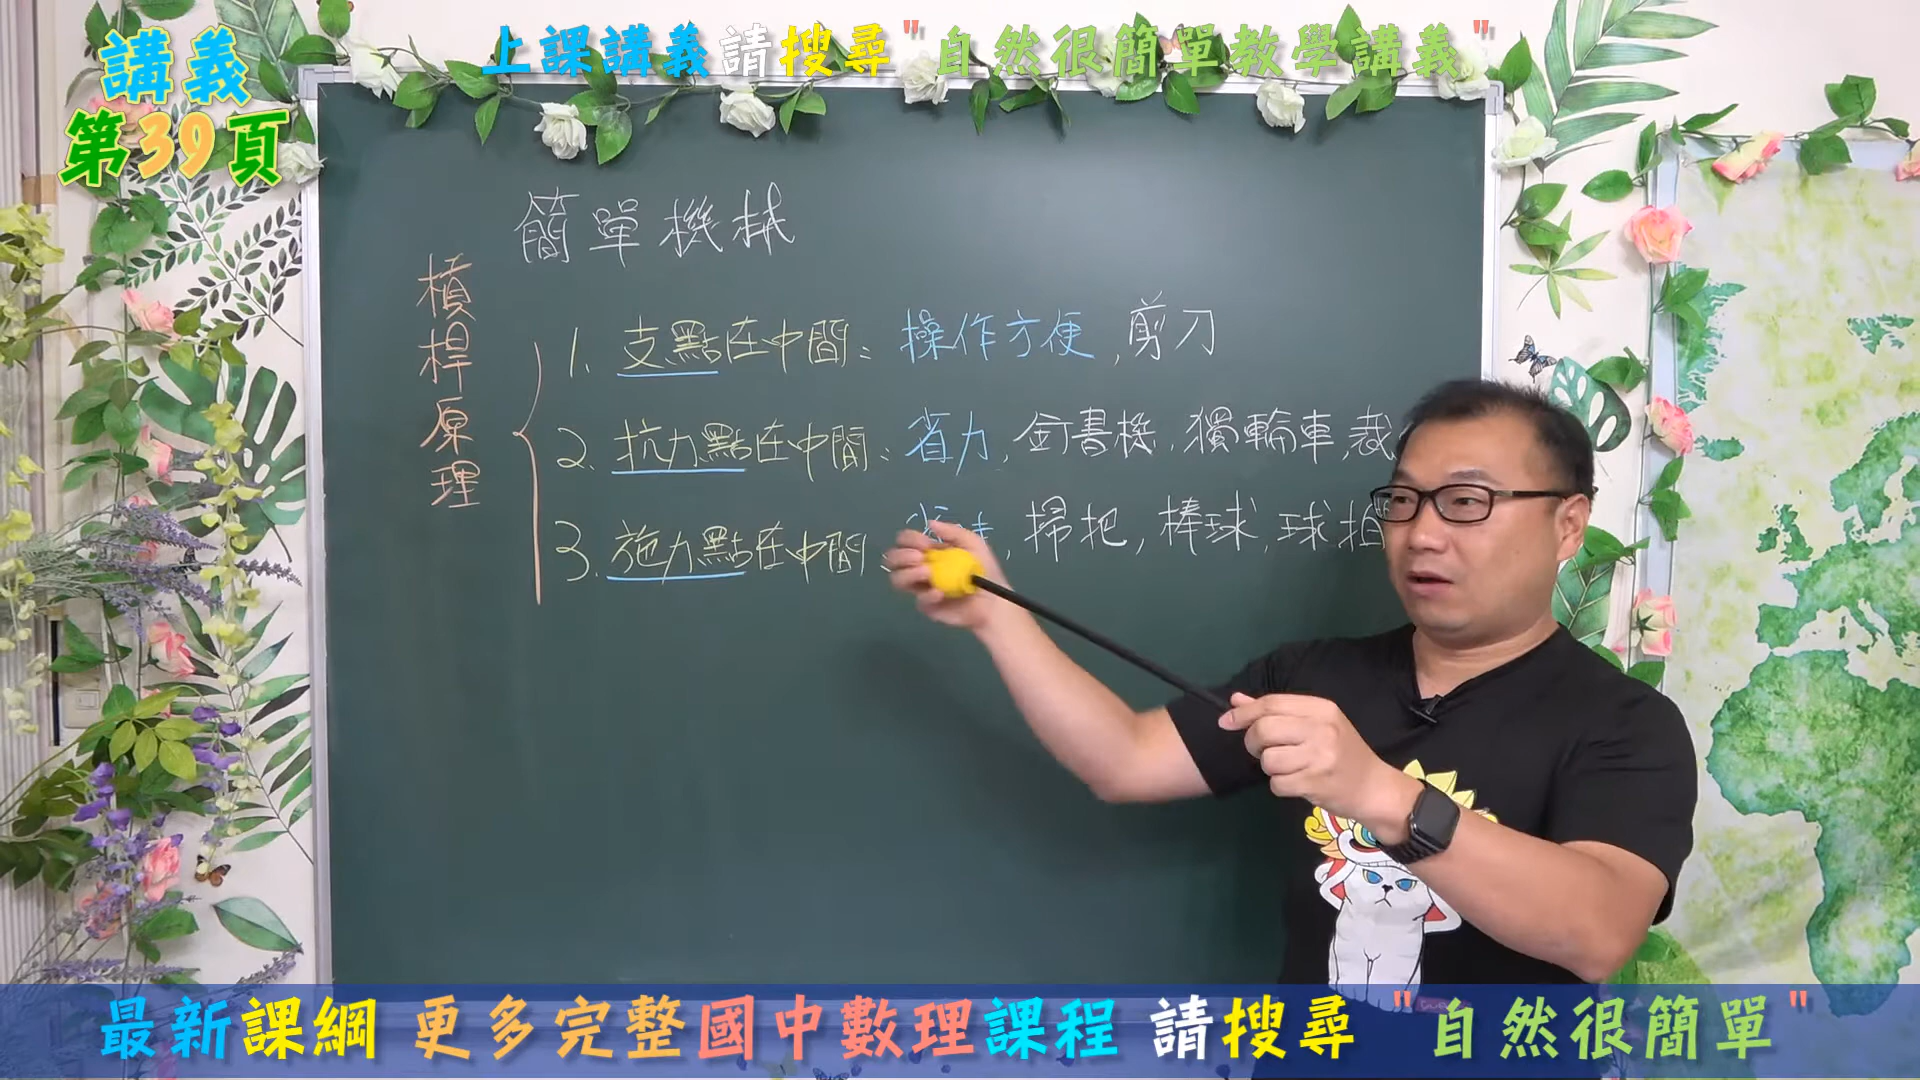 講義
第39頁
上課講義請搜尋"自然很簡單教學講義"
簡單機械
槓桿原理
1. 支點在中間：操作方便，剪刀
2. 抗力點在中間：省力，釘書機，獨輪車，裁
3. 施力點在中間：省時，掃把，棒球，球拍
最新課綱 更多完整國中數理課程 請搜尋 "自然很簡單"